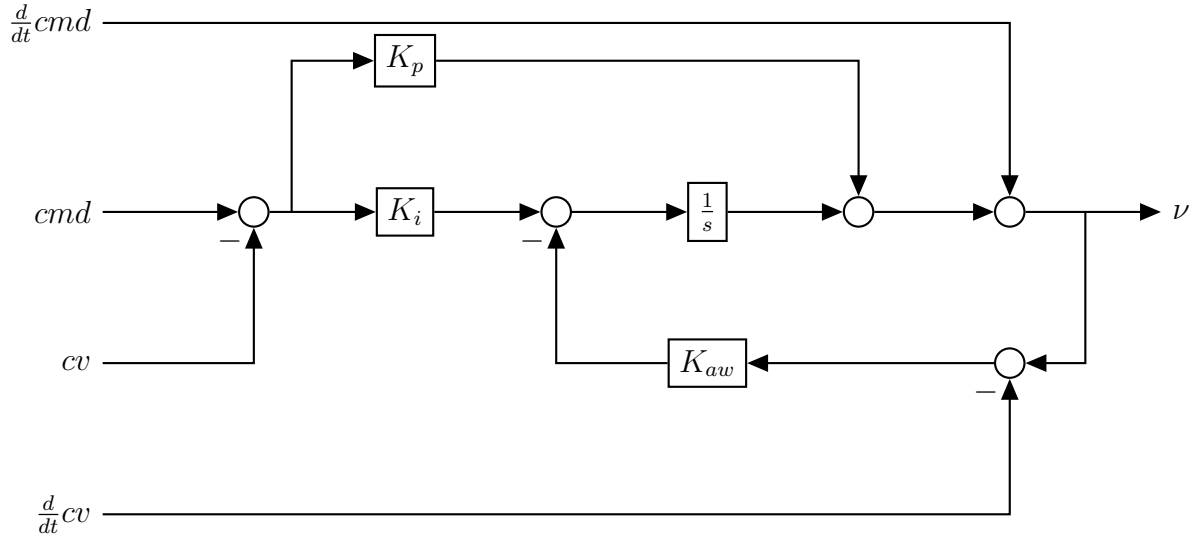 d/dt cmd
K_p
cmd
−
K_i
−
1/s
ν
cv
K_aw
−
d/dt cv